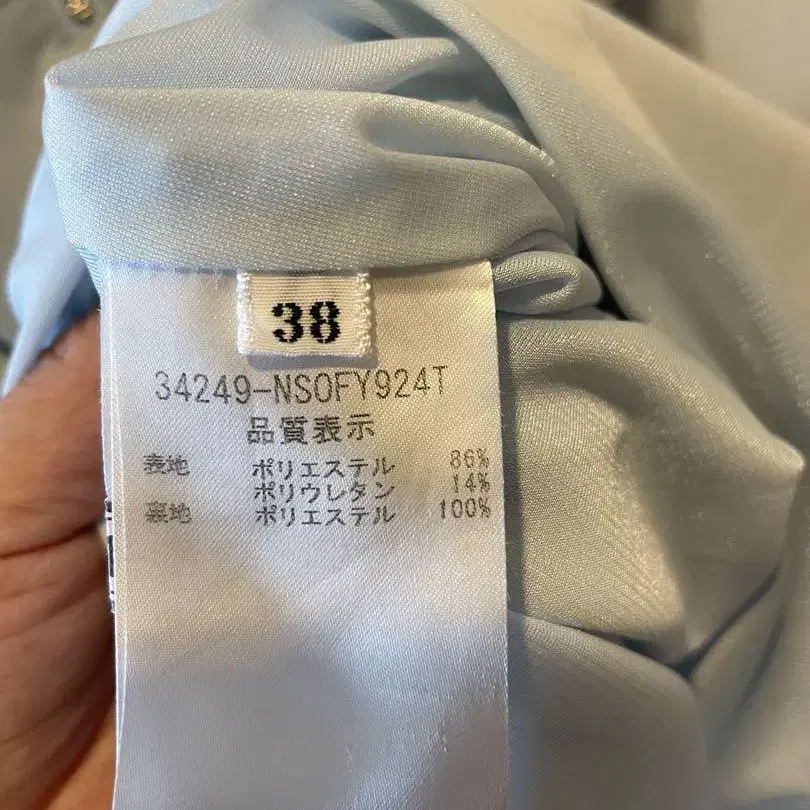 38
34249-NSOFY924T
品質表示
表地 ポリエステル 86%
ポリウレタン 14%
裏地 ポリエステル 100%